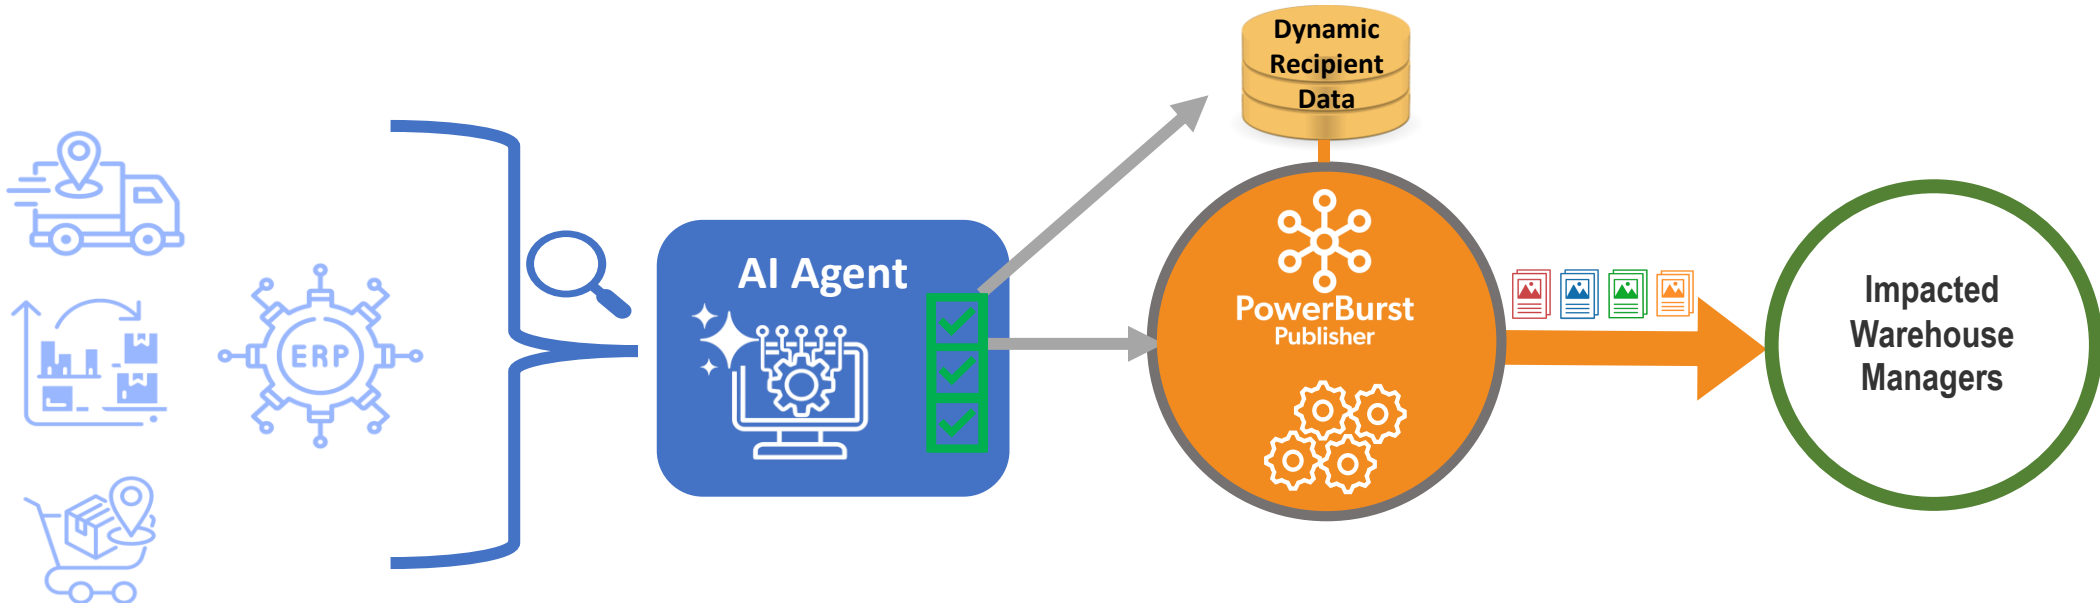 ERP
AI Agent
Dynamic
Recipient
Data
PowerBurst
Publisher
Impacted
Warehouse
Managers